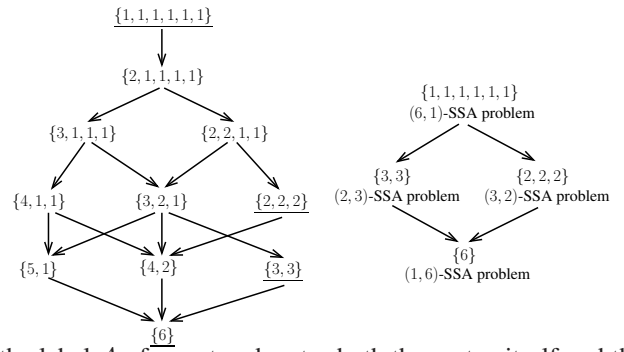 {1, 1, 1, 1, 1, 1}
{2, 1, 1, 1, 1}
{3, 1, 1, 1} {2, 2, 1, 1}
{4, 1, 1} {3, 2, 1} {2, 2, 2}
{5, 1} {4, 2} {3, 3}
{6}
{1, 1, 1, 1, 1, 1}
(6, 1)-SSA problem
{3, 3} {2, 2, 2}
(2, 3)-SSA problem (3, 2)-SSA problem
{6}
(1, 6)-SSA problem